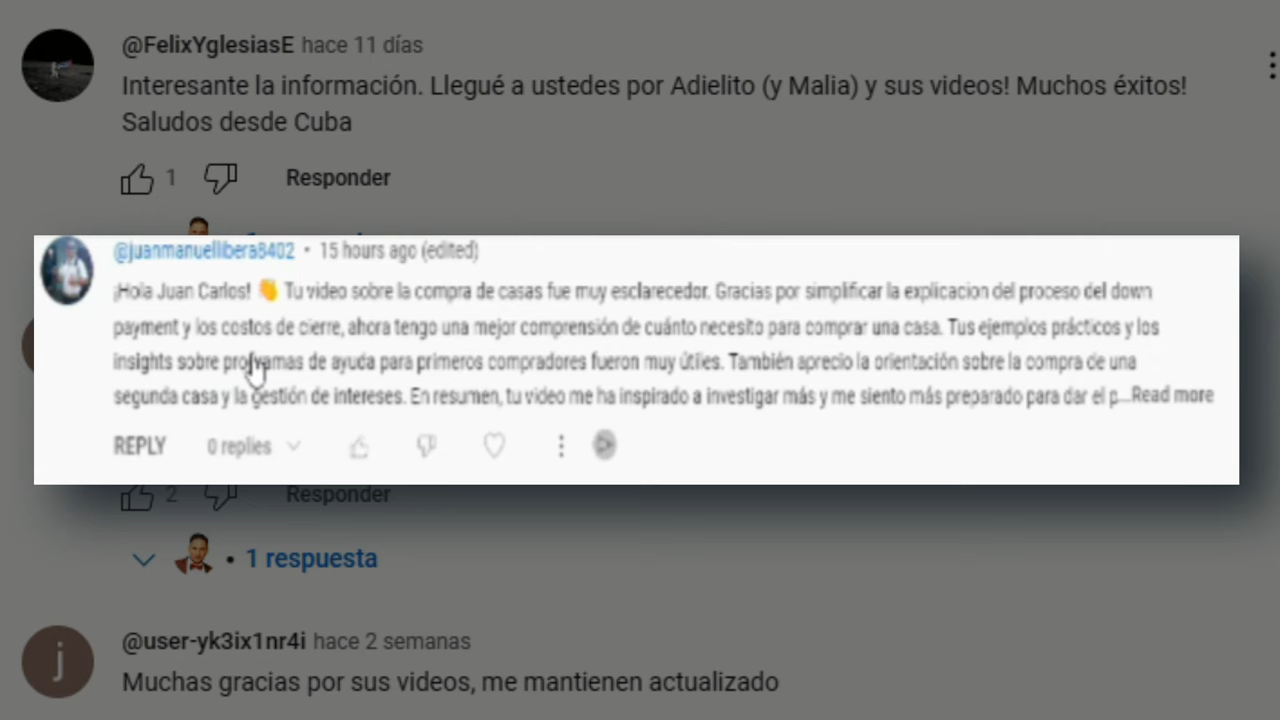 @FelixYglesiasE hace 11 días
Interesante la información. Llegué a ustedes por Adielito (y Malia) y sus videos! Muchos éxitos!
Saludos desde Cuba
1 Responder
@juanmanuellibera8402 • 15 hours ago (edited)
¡Hola Juan Carlos! 👋 Tu video sobre la compra de casas fue muy esclarecedor. Gracias por simplificar la explicacion del proceso del down
payment y los costos de cierre, ahora tengo una mejor comprensión de cuánto necesito para comprar una casa. Tus ejemplos prácticos y los
insights sobre programas de ayuda para primeros compradores fueron muy útiles. También aprecio la orientación sobre la compra de una
segunda casa y la gestión de intereses. En resumen, tu video me ha inspirado a investigar más y me siento más preparado para dar el p...Read more
REPLY 0 replies
2 Responder
• 1 respuesta
j
@user-yk3ix1nr4i hace 2 semanas
Muchas gracias por sus videos, me mantienen actualizado